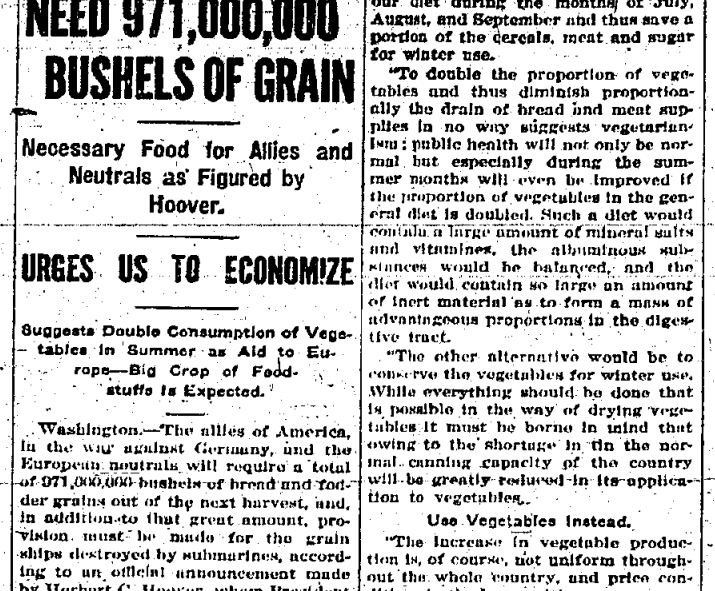 NEED 971,000,000
BUSHELS OF GRAIN
Necessary Food for Allies and
Neutrals as Figured by
Hoover.
URGES US TO ECONOMIZE
Suggests Double Consumption of Vege-
tables in Summer as Aid to Eu-
rope—Big Crop of Food-
stuffs Is Expected.
Washington.—The allies of America,
in the war against Germany, and the
European neutrals will require a total
of 971,000,000 bushels of bread and fod-
der grains out of the next harvest, and,
in addition to that great amount, pro-
vision must be made for the grain
ships destroyed by submarines, accord-
ing to an official announcement made
by Herbert C. Hoover, whom President
our diet during the months of July,
August, and September and thus save a
portion of the cereals, meat and sugar
for winter use.
"To double the proportion of vege-
tables and thus diminish proportion-
ally the drain of bread and meat sup-
plies in no way suggests vegetarian-
ism; public health will not only be nor-
mal but especially during the sum-
mer months will even be improved if
the proportion of vegetables in the gen-
eral diet is doubled. Such a diet would
contain a large amount of mineral salts
and vitamines, the albuminous sub-
stances would be balanced, and the
diet would contain so large an amount
of inert material as to form a mass of
advantageous proportions in the diges-
tive tract.
"The other alternative would be to
conserve the vegetables for winter use.
While everything should be done that
is possible in the way of drying vege-
tables it must be borne in mind that
owing to the shortage in tin the nor-
mal canning capacity of the country
will be greatly reduced in its applica-
tion to vegetables.
Use Vegetables Instead.
"The increase in vegetable produc-
tion is, of course, not uniform through-
out the whole country, and price con-